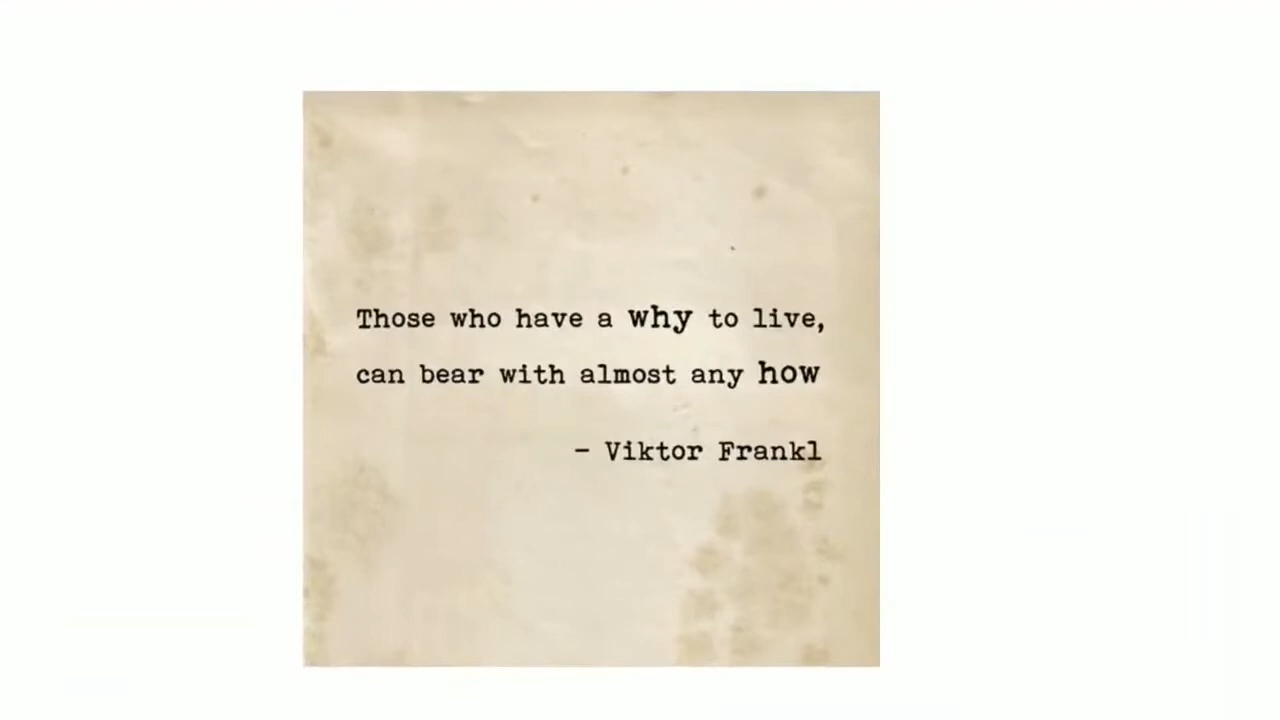 Those who have a why to live,
can bear with almost any how
- Viktor Frankl